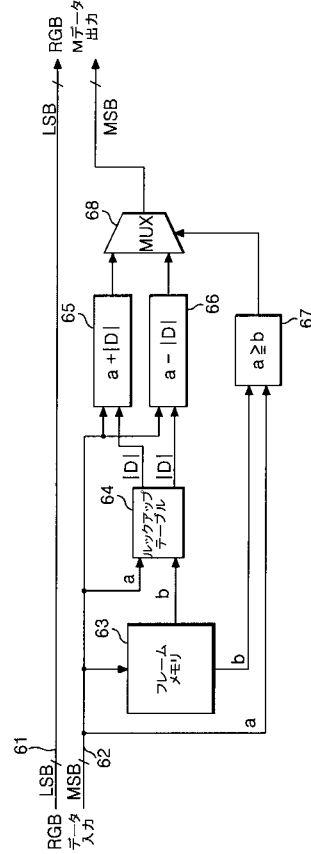 RGB
データ
入力
LSB
61
MSB
62
フレーム
メモリ
63
a
b
ルックアップ
テーブル
64
|D|
|D|
a +|D|
65
a - |D|
66
b
a
a ≧ b
67
MUX
68
LSB
MSB
RGB
Mデータ
出力